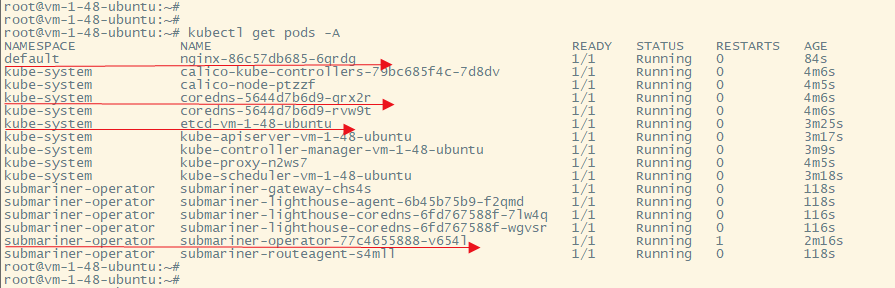 root@vm-1-48-ubuntu:~#
root@vm-1-48-ubuntu:~#
root@vm-1-48-ubuntu:~# kubectl get pods -A
NAMESPACE NAME READY STATUS RESTARTS AGE
default nginx-86c57db685-6qrdg 1/1 Running 0 84s
kube-system calico-kube-controllers-79bc685f4c-7d8dv 1/1 Running 0 4m6s
kube-system calico-node-ptzzf 1/1 Running 0 4m5s
kube-system coredns-5644d7b6d9-qrx2r 1/1 Running 0 4m6s
kube-system coredns-5644d7b6d9-rvw9t 1/1 Running 0 4m6s
kube-system etcd-vm-1-48-ubuntu 1/1 Running 0 3m25s
kube-system kube-apiserver-vm-1-48-ubuntu 1/1 Running 0 3m17s
kube-system kube-controller-manager-vm-1-48-ubuntu 1/1 Running 0 3m9s
kube-system kube-proxy-n2ws7 1/1 Running 0 4m5s
kube-system kube-scheduler-vm-1-48-ubuntu 1/1 Running 0 3m18s
submariner-operator submariner-gateway-chs4s 1/1 Running 0 118s
submariner-operator submariner-lighthouse-agent-6b45b75b9-f2qmd 1/1 Running 0 118s
submariner-operator submariner-lighthouse-coredns-6fd767588f-7lw4q 1/1 Running 0 116s
submariner-operator submariner-lighthouse-coredns-6fd767588f-wgvsr 1/1 Running 0 116s
submariner-operator submariner-operator-77c4655888-v654l 1/1 Running 1 2m16s
submariner-operator submariner-routeagent-s4mll 1/1 Running 0 118s
root@vm-1-48-ubuntu:~#
root@vm-1-48-ubuntu:~#